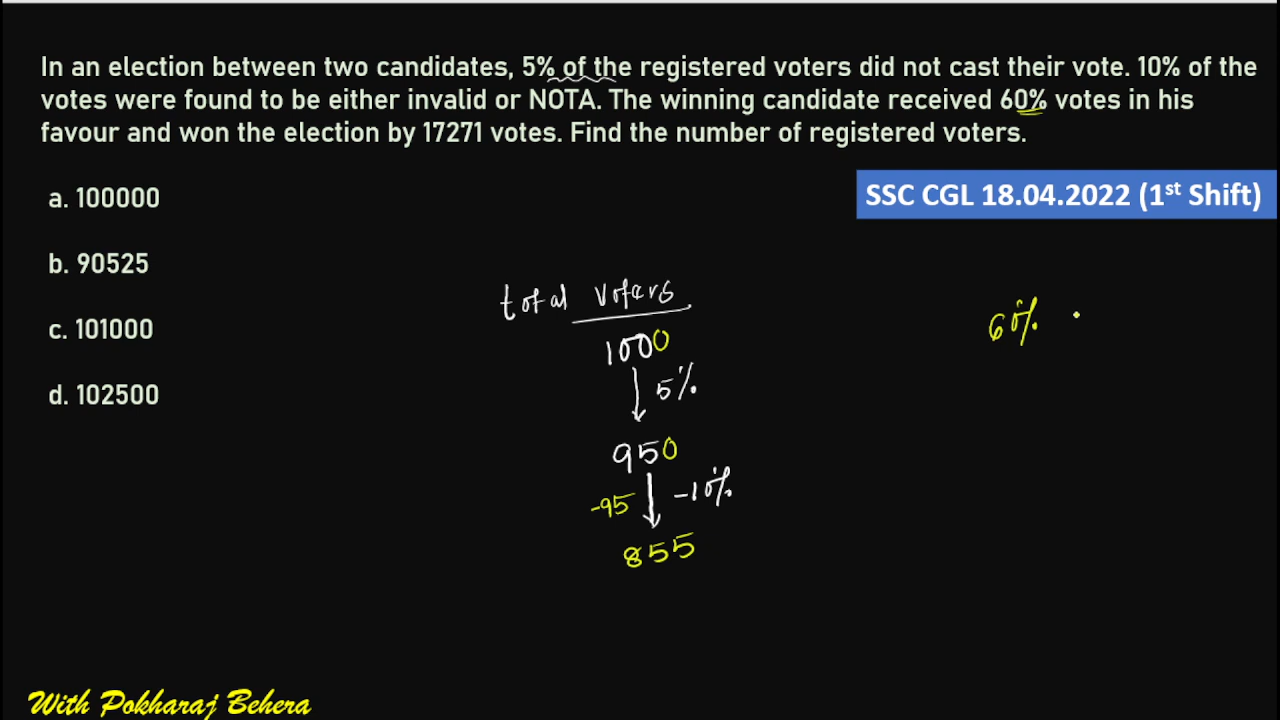 In an election between two candidates, 5% of the registered voters did not cast their vote. 10% of the
votes were found to be either invalid or NOTA. The winning candidate received 60% votes in his
favour and won the election by 17271 votes. Find the number of registered voters.
a. 100000
SSC CGL 18.04.2022 (1st Shift)
b. 90525
c. 101000
d. 102500
total voters
1000
5%
950
-95 -10%
855
60%
With Pokharaj Behera